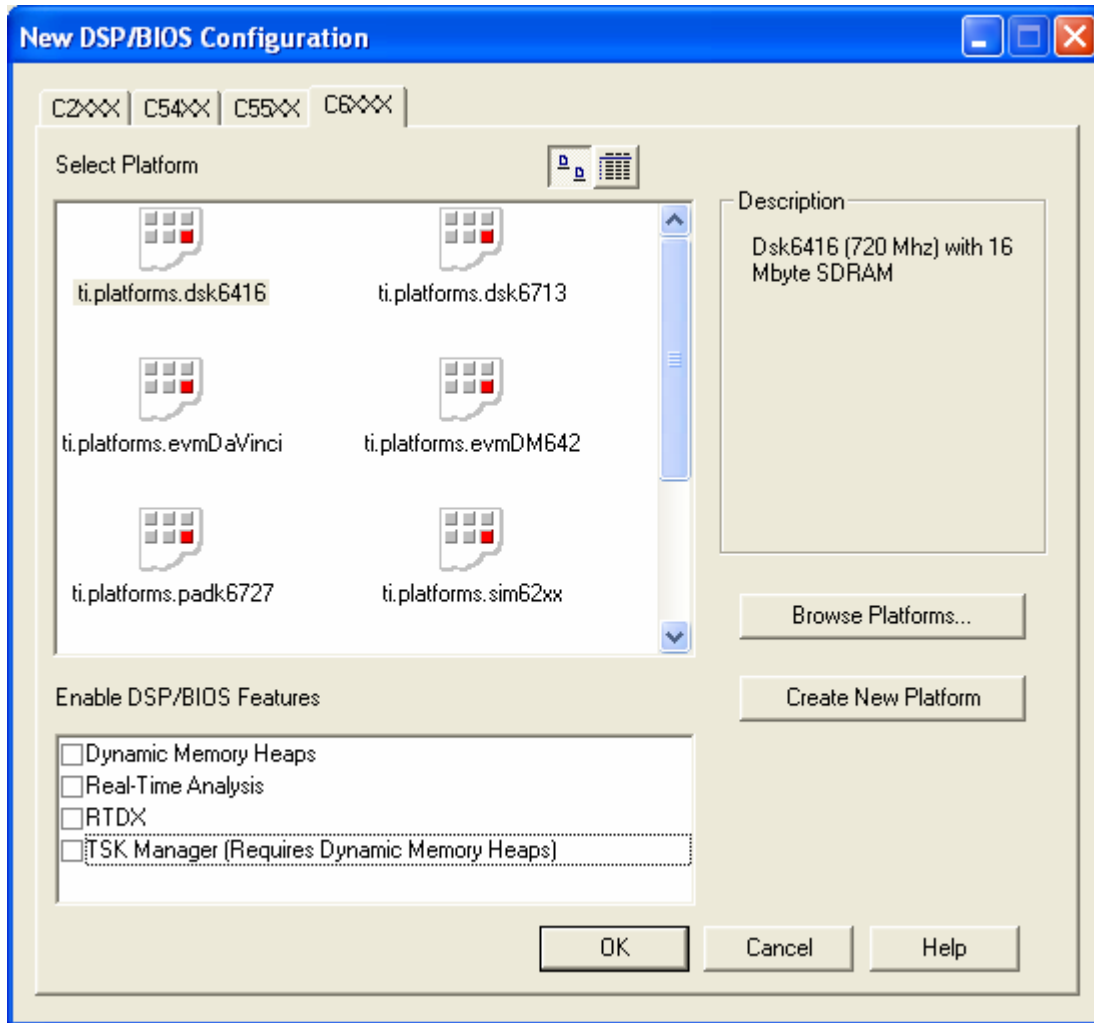 New DSP/BIOS Configuration
C2XXX
C54XX
C55XX
C6XXX
Select Platform
D
D
ti.platforms.dsk6416
ti.platforms.dsk6713
ti.platforms.evmDaVinci
ti.platforms.evmDM642
ti.platforms.padk6727
ti.platforms.sim62xx
Description
Dsk6416 (720 Mhz) with 16
Mbyte SDRAM
Browse Platforms...
Create New Platform
Enable DSP/BIOS Features
Dynamic Memory Heaps
Real-Time Analysis
RTDX
TSK Manager (Requires Dynamic Memory Heaps)
OK
Cancel
Help